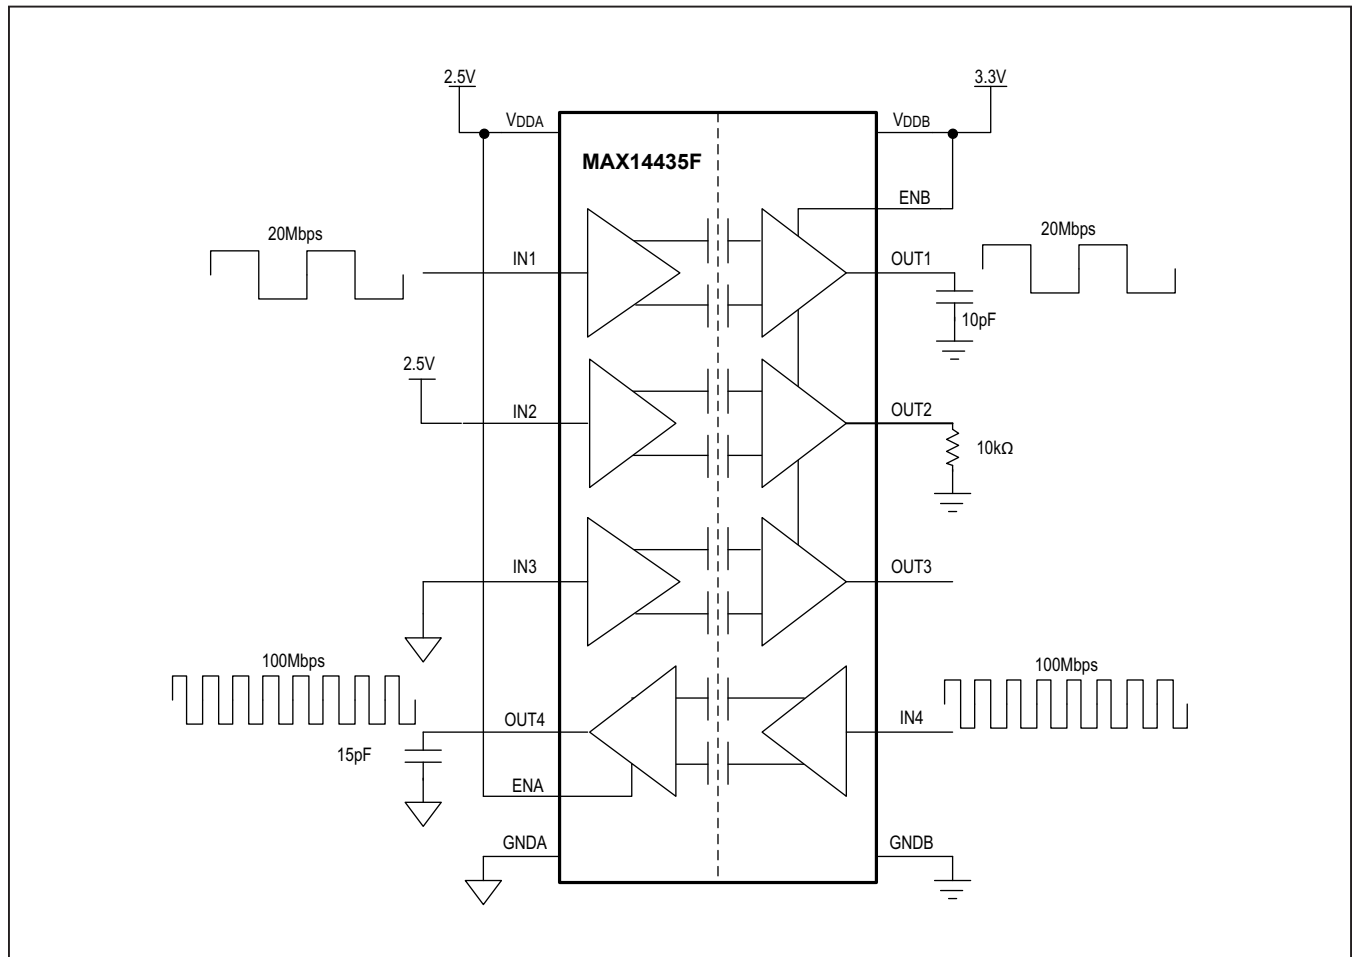 2.5V
3.3V
VDDA
VDDB
MAX14435F
ENB
20Mbps
20Mbps
IN1
OUT1
10pF
2.5V
IN2
OUT2
10kΩ
IN3
OUT3
100Mbps
100Mbps
OUT4
IN4
15pF
ENA
GNDA
GNDB